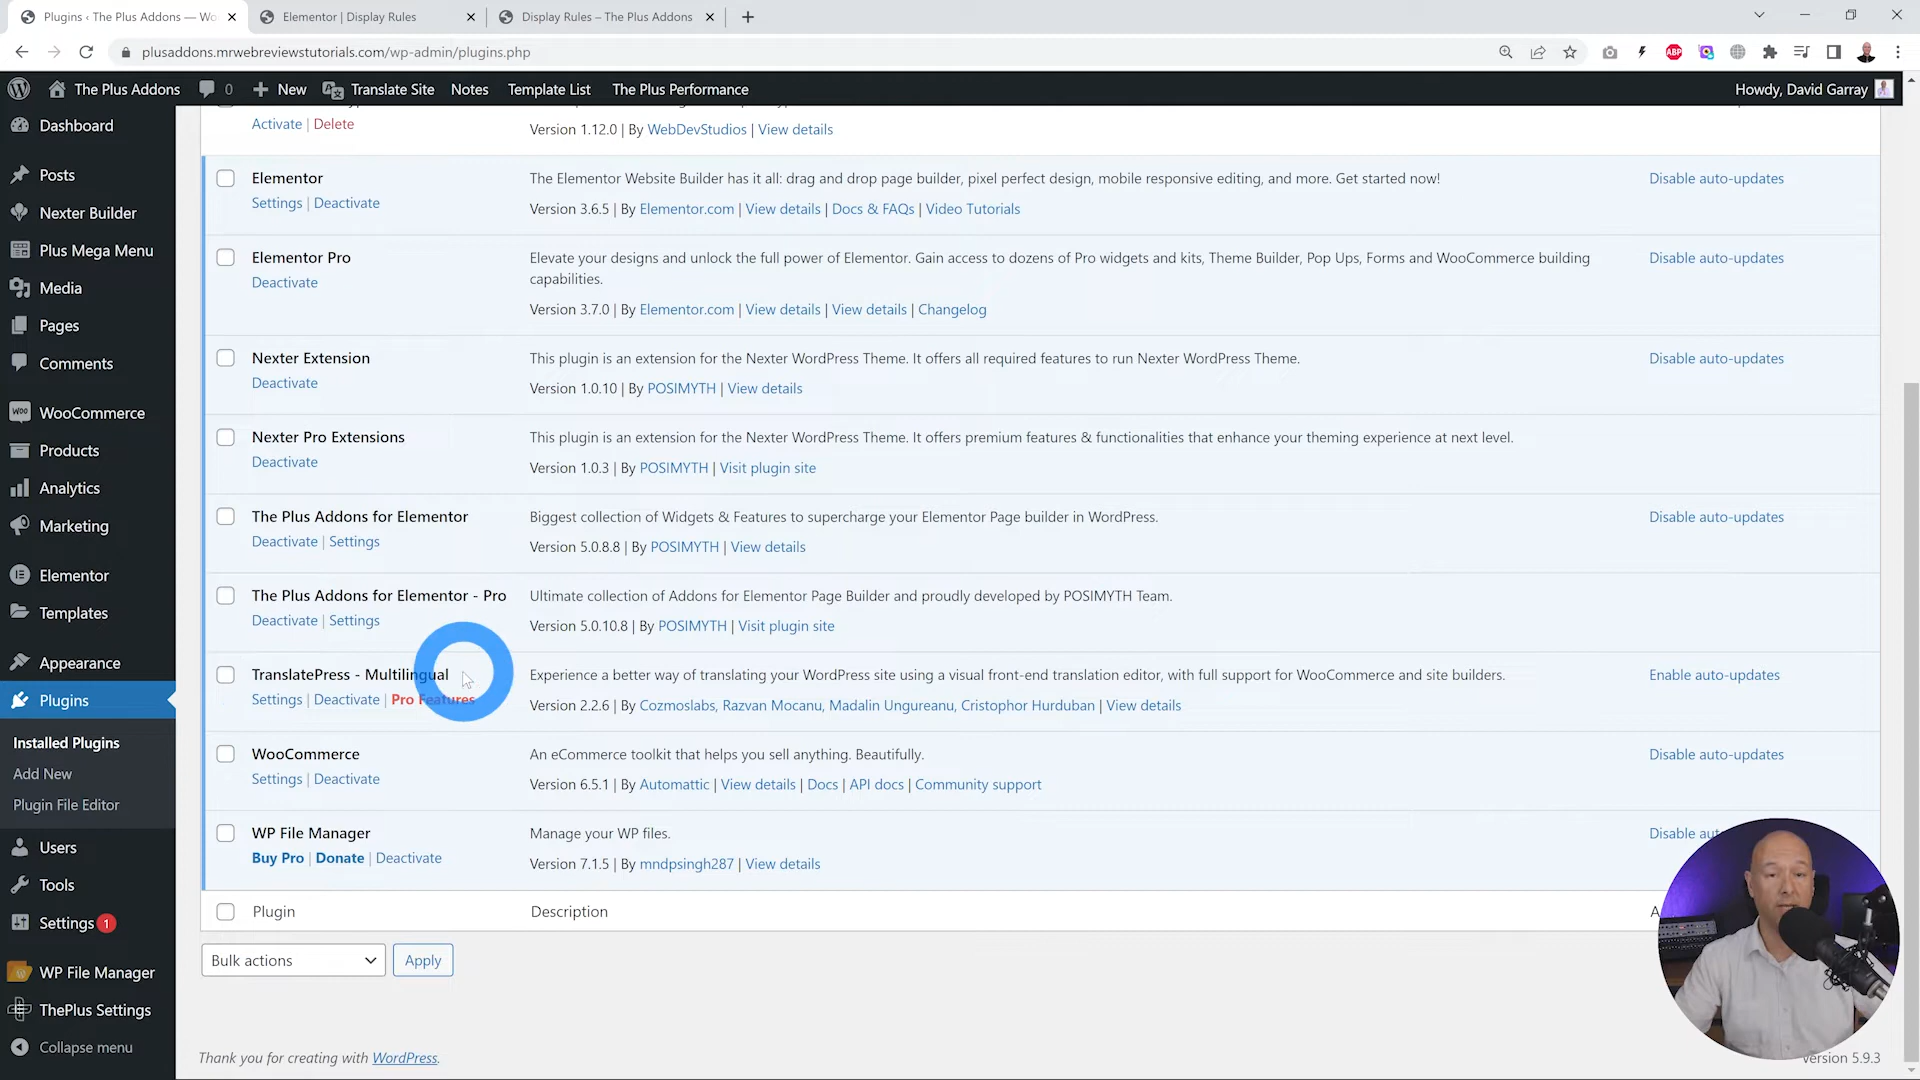 Plugins ‹ The Plus Addons — Wo
Elementor | Display Rules
Display Rules – The Plus Addons
plusaddons.mrwebreviewstutorials.com/wp-admin/plugins.php
ABP
The Plus Addons
0
New
Translate Site
Notes
Template List
The Plus Performance
Howdy, David Garray
Dashboard
Posts
Nexter Builder
Plus Mega Menu
Media
Pages
Comments
WooCommerce
Products
Analytics
Marketing
Elementor
Templates
Appearance
Plugins
Installed Plugins
Add New
Plugin File Editor
Users
Tools
Settings 1
WP File Manager
ThePlus Settings
Collapse menu
Activate | Delete
Version 1.12.0 | By WebDevStudios | View details
Elementor
Settings | Deactivate
The Elementor Website Builder has it all: drag and drop page builder, pixel perfect design, mobile responsive editing, and more. Get started now!
Version 3.6.5 | By Elementor.com | View details | Docs & FAQs | Video Tutorials
Disable auto-updates
Elementor Pro
Deactivate
Elevate your designs and unlock the full power of Elementor. Gain access to dozens of Pro widgets and kits, Theme Builder, Pop Ups, Forms and WooCommerce building
capabilities.
Version 3.7.0 | By Elementor.com | View details | View details | Changelog
Disable auto-updates
Nexter Extension
Deactivate
This plugin is an extension for the Nexter WordPress Theme. It offers all required features to run Nexter WordPress Theme.
Version 1.0.10 | By POSIMYTH | View details
Disable auto-updates
Nexter Pro Extensions
Deactivate
This plugin is an extension for the Nexter WordPress Theme. It offers premium features & functionalities that enhance your theming experience at next level.
Version 1.0.3 | By POSIMYTH | Visit plugin site
The Plus Addons for Elementor
Deactivate | Settings
Biggest collection of Widgets & Features to supercharge your Elementor Page builder in WordPress.
Version 5.0.8.8 | By POSIMYTH | View details
Disable auto-updates
The Plus Addons for Elementor - Pro
Deactivate | Settings
Ultimate collection of Addons for Elementor Page Builder and proudly developed by POSIMYTH Team.
Version 5.0.10.8 | By POSIMYTH | Visit plugin site
TranslatePress - Multilingual
Settings | Deactivate | Pro Features
Experience a better way of translating your WordPress site using a visual front-end translation editor, with full support for WooCommerce and site builders.
Version 2.2.6 | By Cozmoslabs, Razvan Mocanu, Madalin Ungureanu, Cristophor Hurduban | View details
Enable auto-updates
WooCommerce
Settings | Deactivate
An eCommerce toolkit that helps you sell anything. Beautifully.
Version 6.5.1 | By Automattic | View details | Docs | API docs | Community support
Disable auto-updates
WP File Manager
Buy Pro | Donate | Deactivate
Manage your WP files.
Version 7.1.5 | By mndpsingh287 | View details
Disable
Plugin
Description
Bulk actions
Apply
Thank you for creating with WordPress.
Version 5.9.3